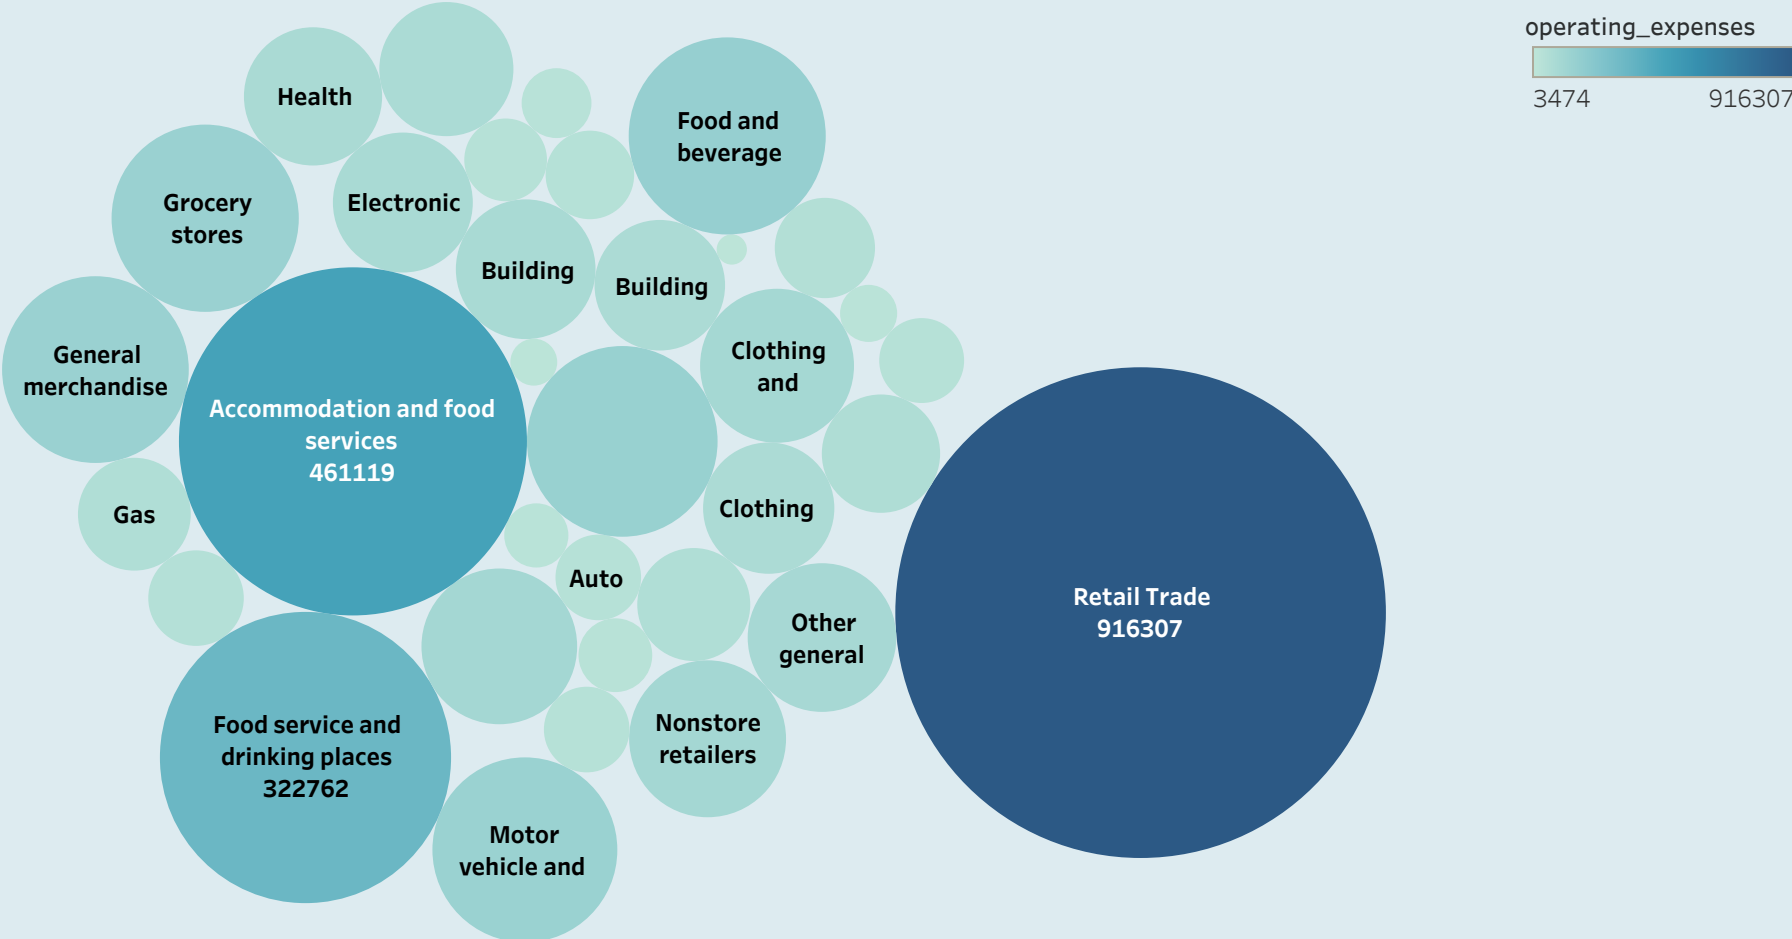 operating_expenses
3474
916307
Health
Food and
beverage
Grocery
stores
Electronic
Building
Building
General
merchandise
Clothing
and
Accommodation and food
services
461119
Gas
Clothing
Auto
Retail Trade
916307
Other
general
Food service and
drinking places
322762
Nonstore
retailers
Motor
vehicle and